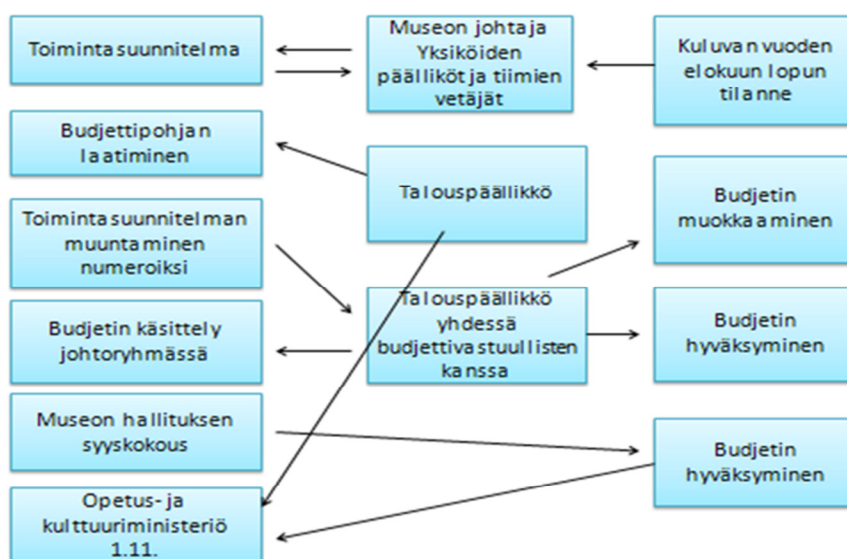 Toimintasuunnitelma
Museon johtaja
Yksiköiden
päälliköt ja tiimien
vetäjät
Kuluvan vuoden
elokuun lopun
tilanne
Budjettipohjan
laatiminen
Talouspäällikkö
Budjetin
muokkaaminen
Toimintasuunnitelman
muuntaminen
numeroiksi
Talouspäällikkö
yhdessä
budjettivastuullisten
kanssa
Budjetin
hyväksyminen
Budjetin käsittely
johtoryhmässä
Museon hallituksen
syyskokous
Budjetin
hyväksyminen
Opetus- ja
kulttuuriministeriö
1.11.